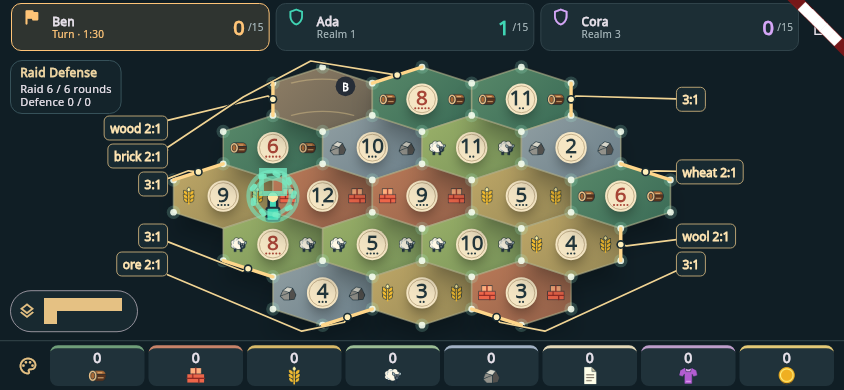 Ben
Turn · 1:30
0 /15
Ada
Realm 1
1 /15
Cora
Realm 3
0 /15
Raid Defense
Raid 6 / 6 rounds
Defence 0 / 0
B
8
11
3:1
wood 2:1
brick 2:1
6
10
11
2
3:1
wheat 2:1
9
12
9
5
6
3:1
8
5
10
4
wool 2:1
ore 2:1
4
3
3
3:1
0
0
0
0
0
0
0
0